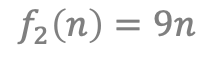 f₂(n) = 9n